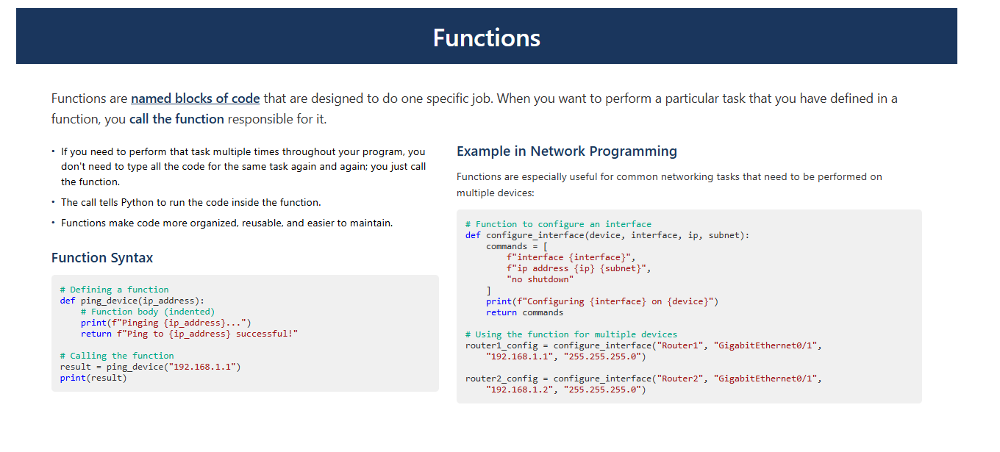 Functions
Functions are named blocks of code that are designed to do one specific job. When you want to perform a particular task that you have defined in a
function, you call the function responsible for it.
• If you need to perform that task multiple times throughout your program, you
don't need to type all the code for the same task again and again; you just call
the function.
• The call tells Python to run the code inside the function.
• Functions make code more organized, reusable, and easier to maintain.
Function Syntax
# Defining a function
def ping_device(ip_address):
    # Function body (indented)
    print(f"Pinging {ip_address}...")
    return f"Ping to {ip_address} successful!"

# Calling the function
result = ping_device("192.168.1.1")
print(result)
Example in Network Programming
Functions are especially useful for common networking tasks that need to be performed on
multiple devices:
# Function to configure an interface
def configure_interface(device, interface, ip, subnet):
    commands = [
        f"interface {interface}",
        f"ip address {ip} {subnet}",
        "no shutdown"
    ]
    print(f"Configuring {interface} on {device}")
    return commands

# Using the function for multiple devices
router1_config = configure_interface("Router1", "GigabitEthernet0/1",
    "192.168.1.1", "255.255.255.0")

router2_config = configure_interface("Router2", "GigabitEthernet0/1",
    "192.168.1.2", "255.255.255.0")